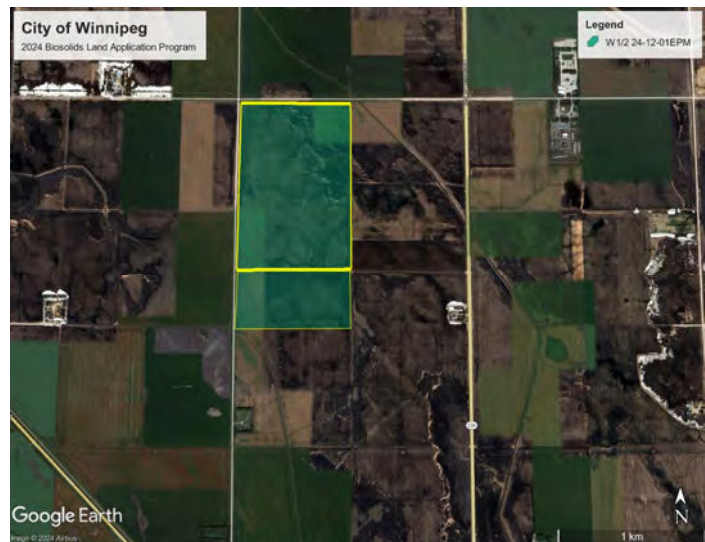 City of Winnipeg
2024 Biosolids Land Application Program
Legend
W1/2 24-12-01EPM
Google Earth
Image © 2024 Airbus
N
1 km